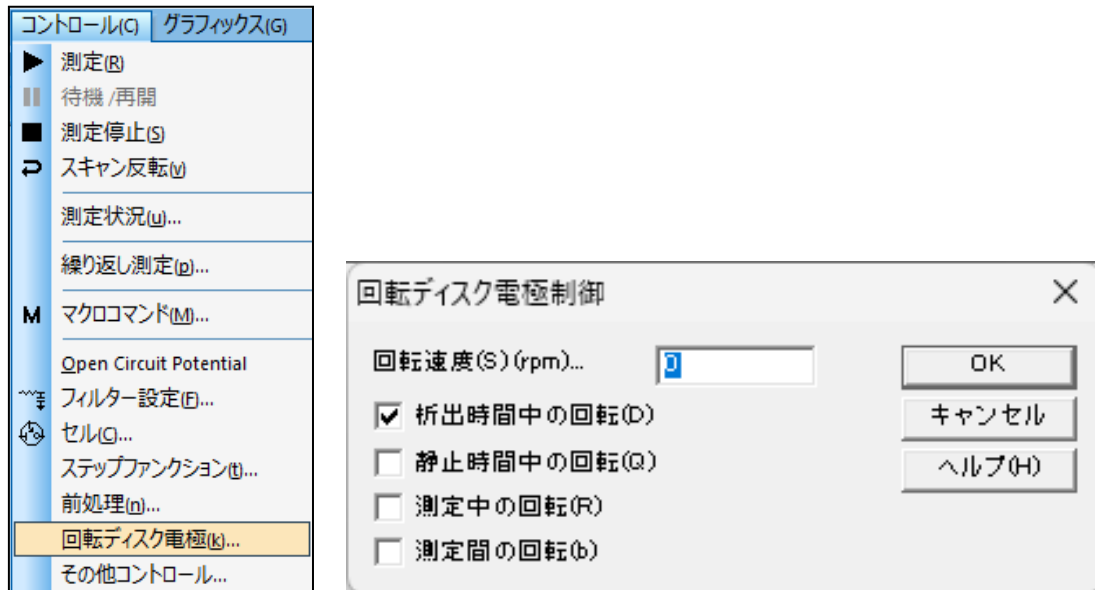 コントロール(C) グラフィックス(G)
測定(R)
待機 /再開
測定停止(S)
スキャン反転(v)
測定状況(u)...
繰り返し測定(p)...
M マクロコマンド(M)...
Open Circuit Potential
フィルター設定(F)...
セル(C)...
ステップファンクション(t)...
前処理(n)...
回転ディスク電極(k)...
その他コントロール...
回転ディスク電極制御
回転速度(S)(rpm)... 0
OK
析出時間中の回転(D)
キャンセル
静止時間中の回転(Q)
ヘルプ(H)
測定中の回転(R)
測定間の回転(b)